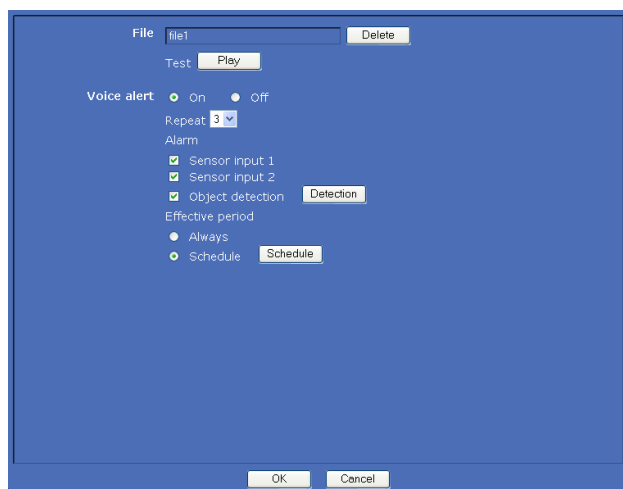 File file1 Delete
Test Play
Voice alert On Off
Repeat 3
Alarm
Sensor input 1
Sensor input 2
Object detection Detection
Effective period
Always
Schedule Schedule
OK Cancel